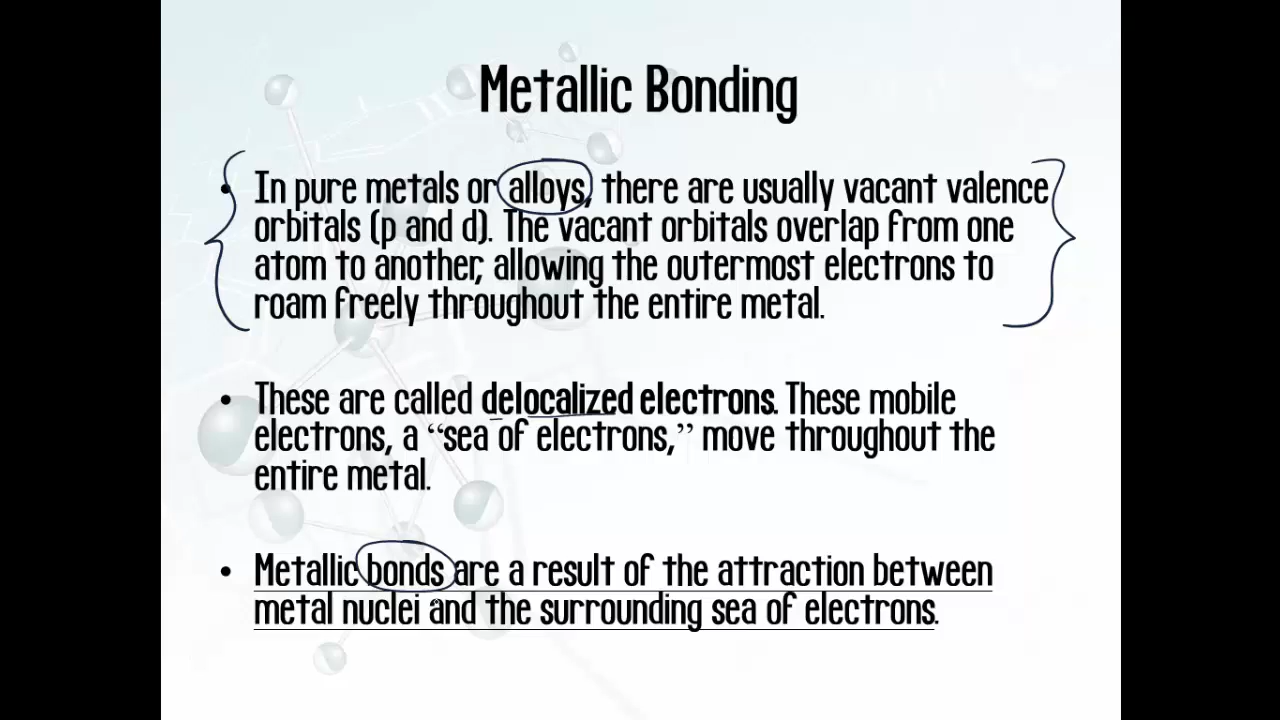 Metallic Bonding
• In pure metals or alloys, there are usually vacant valence
orbitals (p and d). The vacant orbitals overlap from one
atom to another, allowing the outermost electrons to
roam freely throughout the entire metal.
• These are called delocalized electrons. These mobile
electrons, a “sea of electrons,” move throughout the
entire metal.
• Metallic bonds are a result of the attraction between
metal nuclei and the surrounding sea of electrons.